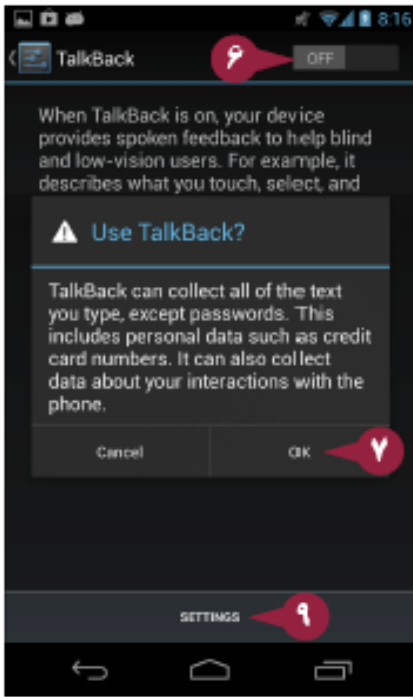 8:16
TalkBack
۶
OFF
When TalkBack is on, your device
provides spoken feedback to help blind
and low-vision users. For example, it
describes what you touch, select, and
Use TalkBack?
TalkBack can collect all of the text
you type, except passwords. This
includes personal data such as credit
card numbers. It can also collect
data about your interactions with the
phone.
Cancel
OK
۷
SETTINGS
۹